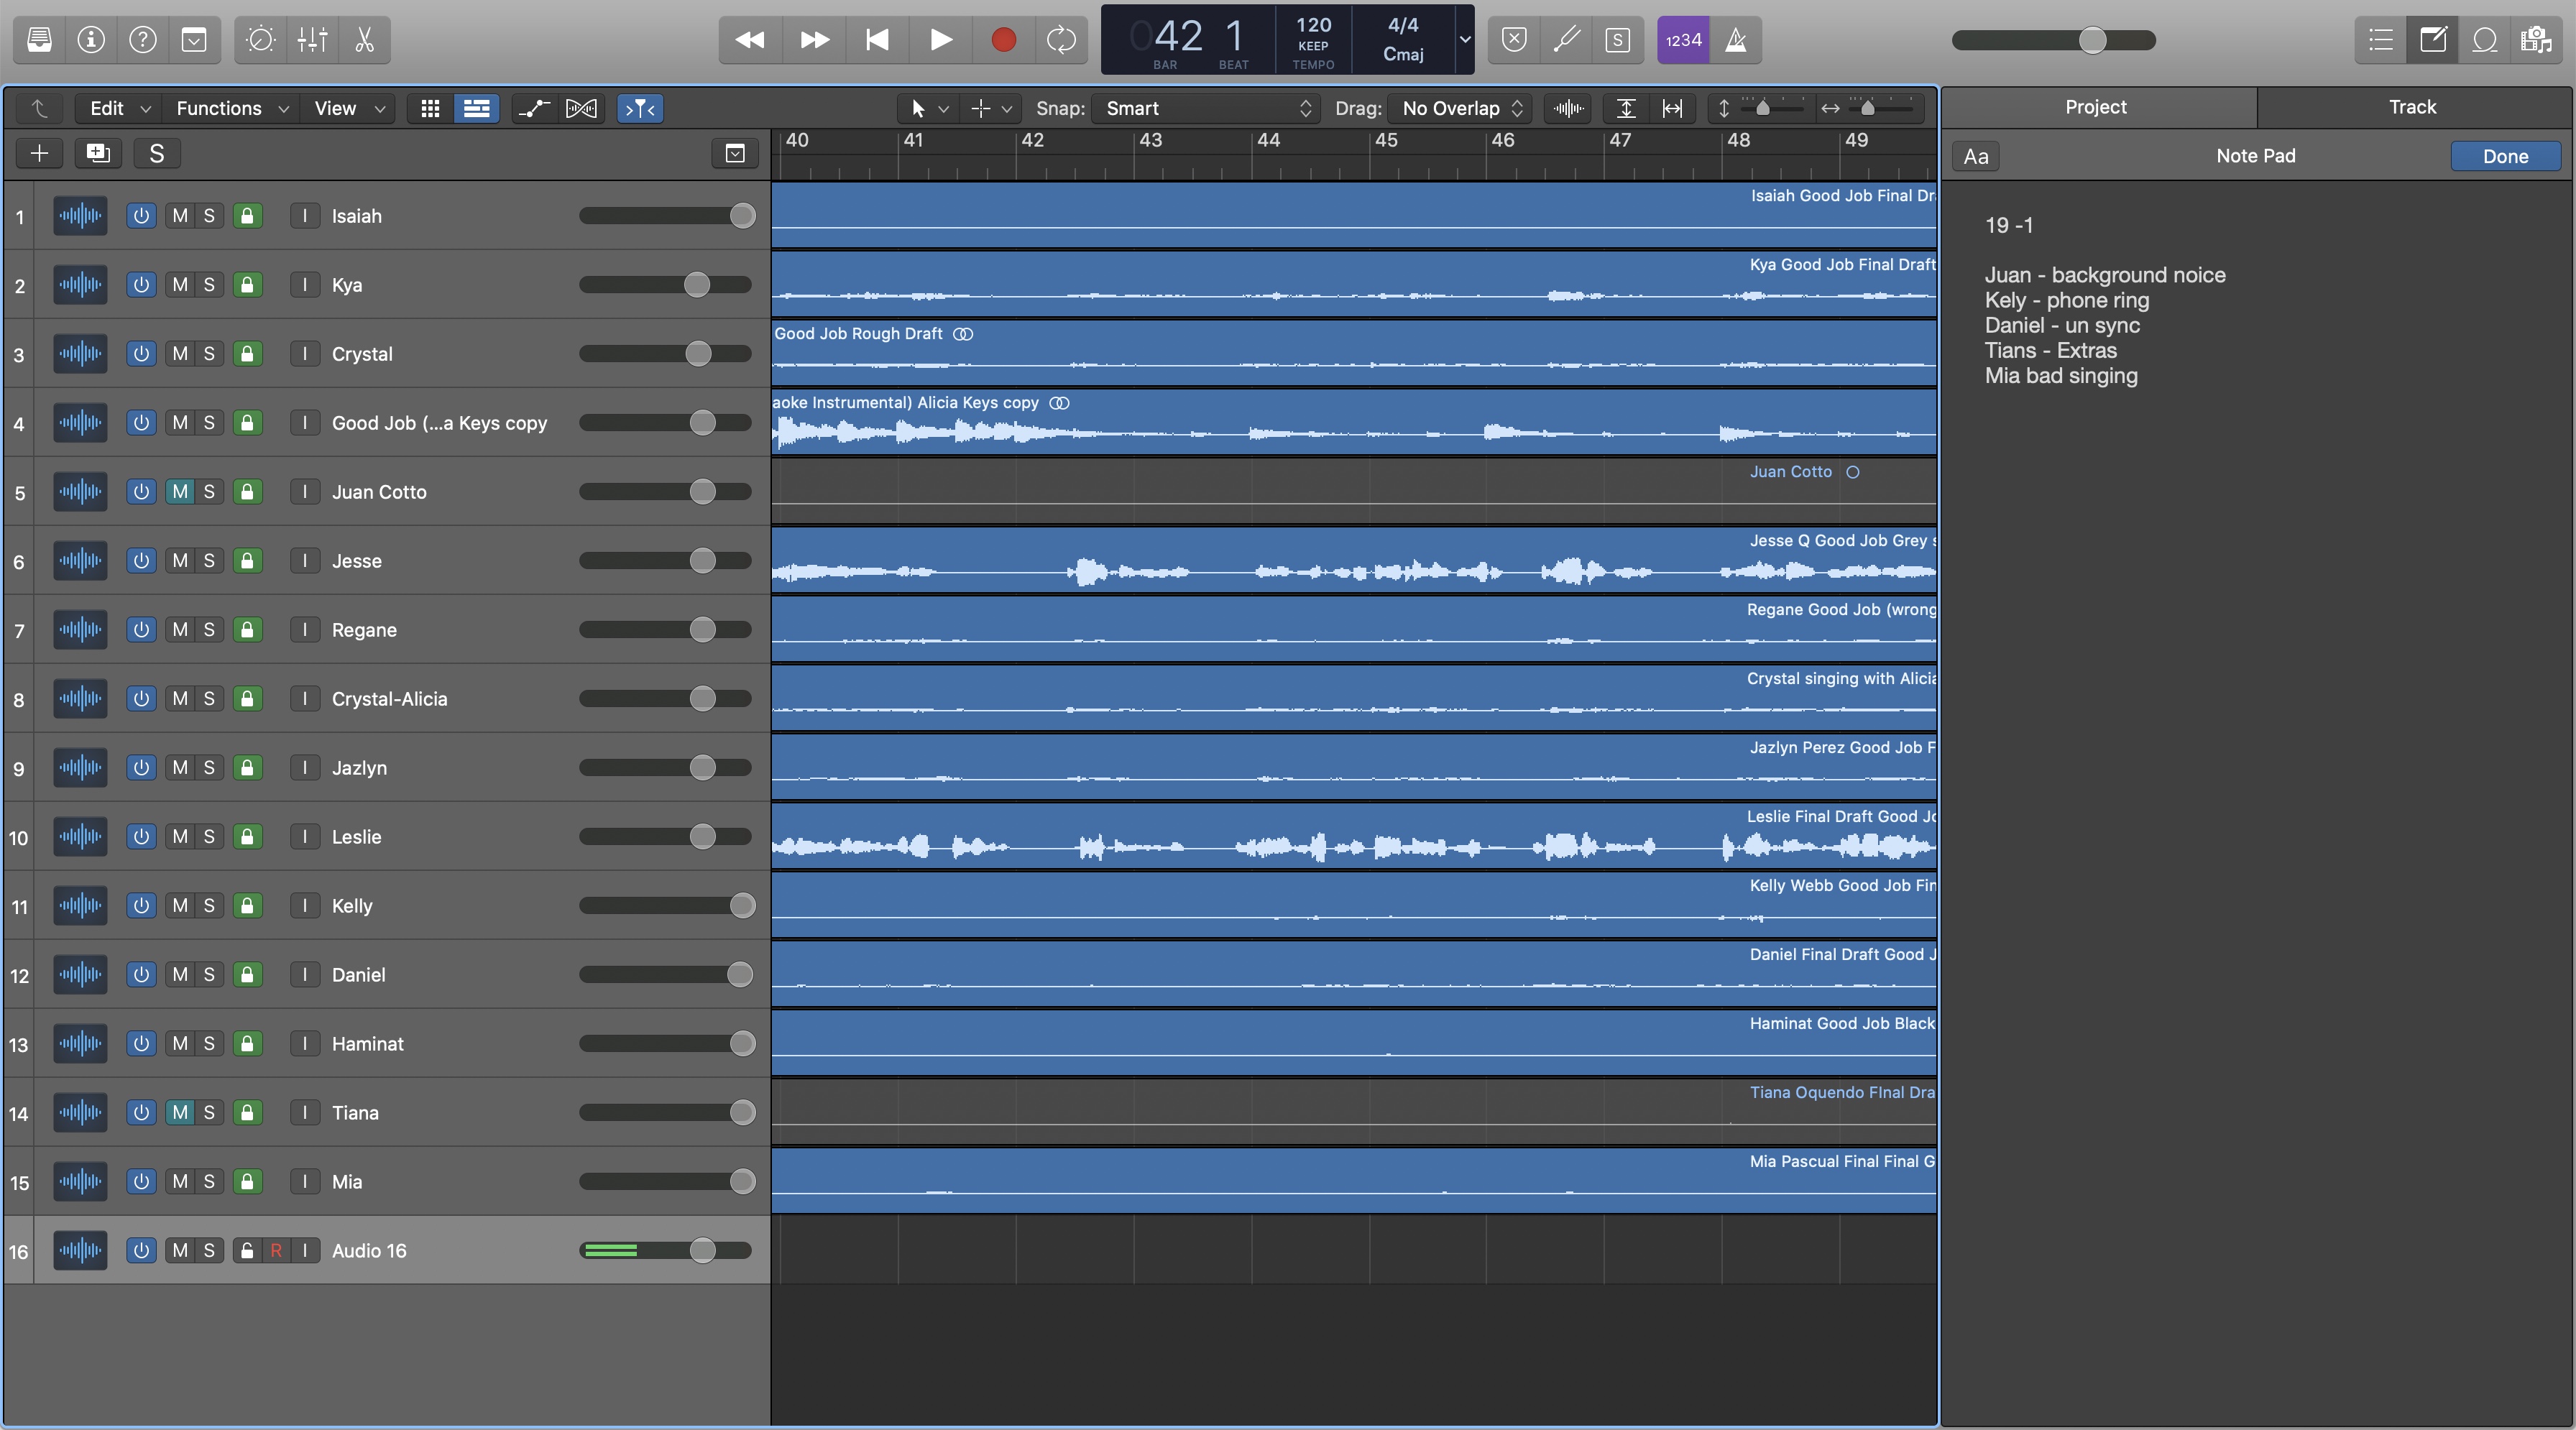 42 1 120 KEEP 4/4 Cmaj
BAR BEAT TEMPO
1234
S
Edit Functions View
Snap: Smart Drag: No Overlap
Project Track
Aa Note Pad Done
S
40 41 42 43 44 45 46 47 48 49
1 M S I Isaiah
Isaiah Good Job Final Dr
2 M S I Kya
Kya Good Job Final Draft
3 M S I Crystal
Good Job Rough Draft
4 M S I Good Job (...a Keys copy
aoke Instrumental) Alicia Keys copy
5 M S I Juan Cotto
Juan Cotto
6 M S I Jesse
Jesse Q Good Job Grey s
7 M S I Regane
Regane Good Job (wrong
8 M S I Crystal-Alicia
Crystal singing with Alicia
9 M S I Jazlyn
Jazlyn Perez Good Job F
10 M S I Leslie
Leslie Final Draft Good Jo
11 M S I Kelly
Kelly Webb Good Job Fin
12 M S I Daniel
Daniel Final Draft Good J
13 M S I Haminat
Haminat Good Job Black
14 M S I Tiana
Tiana Oquendo FInal Dra
15 M S I Mia
Mia Pascual Final Final G
16 M S R I Audio 16
19 -1
Juan - background noice
Kely - phone ring
Daniel - un sync
Tians - Extras
Mia bad singing